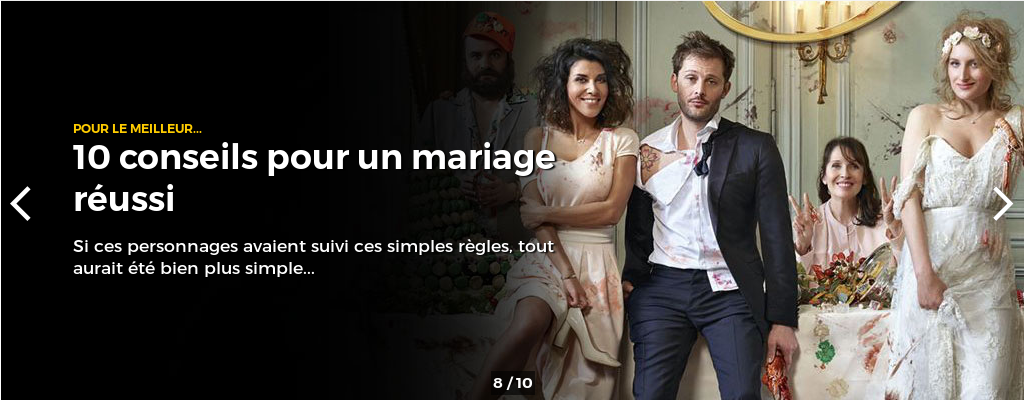 POUR LE MEILLEUR...
10 conseils pour un mariage
réussi
Si ces personnages avaient suivi ces simples règles, tout
aurait été bien plus simple...
8 / 10